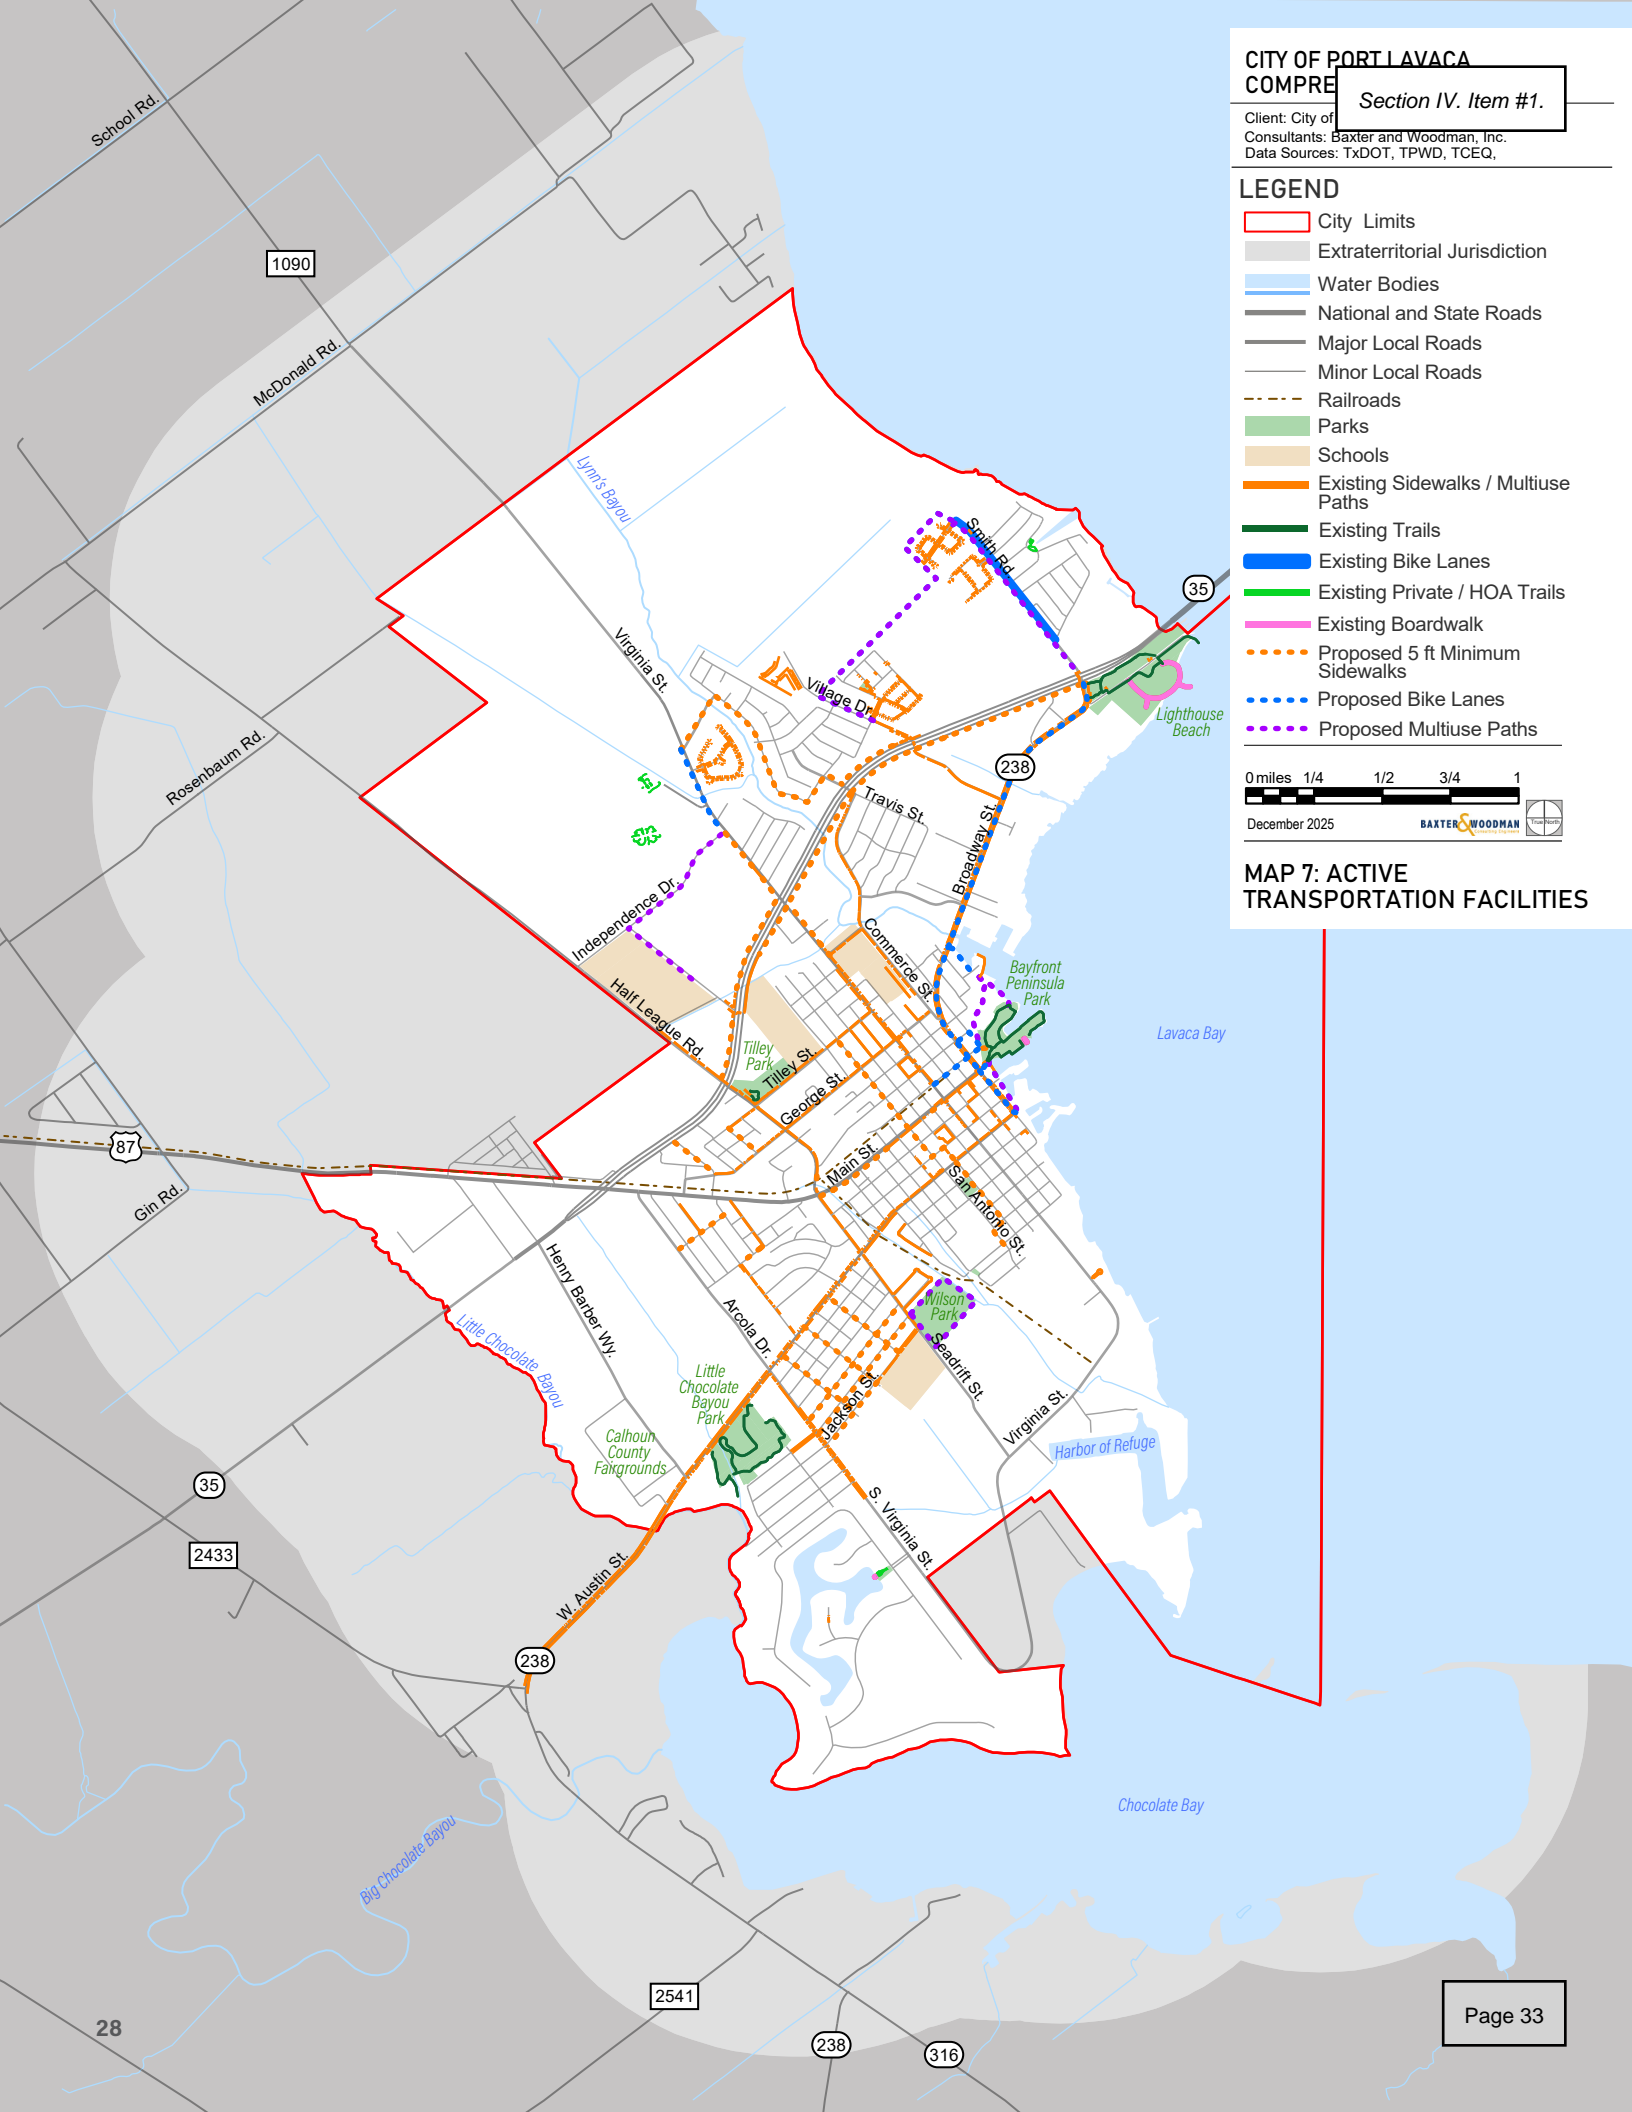 CITY OF PORT LAVACA
COMPRE
Section IV. Item #1.
Client: City of
Consultants: Baxter and Woodman, Inc.
Data Sources: TxDOT, TPWD, TCEQ,
LEGEND
City Limits
Extraterritorial Jurisdiction
Water Bodies
National and State Roads
Major Local Roads
Minor Local Roads
Railroads
Parks
Schools
Existing Sidewalks / Multiuse
Paths
Existing Trails
Existing Bike Lanes
Existing Private / HOA Trails
Existing Boardwalk
Proposed 5 ft Minimum
Sidewalks
Proposed Bike Lanes
Proposed Multiuse Paths
0 miles 1/4 1/2 3/4 1
December 2025
BAXTER & WOODMAN
True North
MAP 7: ACTIVE
TRANSPORTATION FACILITIES
School Rd.
1090
McDonald Rd.
Lynn's Bayou
Smith Rd.
35
Virginia St.
Village Dr.
Lighthouse
Beach
238
Rosenbaum Rd.
Travis St.
Broadway St.
Independence Dr.
Commerce St.
Bayfront
Peninsula
Park
Half League Rd.
Lavaca Bay
Tilley
Park
Tilley St.
George St.
87
Main St.
Gin Rd.
San Antonio St.
Henry Barber Wy.
Wilson
Park
Little Chocolate Bayou
Arcola Dr.
Seadrift St.
Little
Chocolate
Bayou
Park
Jackson St.
Virginia St.
Calhoun
County
Fairgrounds
Harbor of Refuge
35
S. Virginia St.
2433
W. Austin St.
238
Chocolate Bay
Big Chocolate Bayou
2541
Page 33
28
238
316